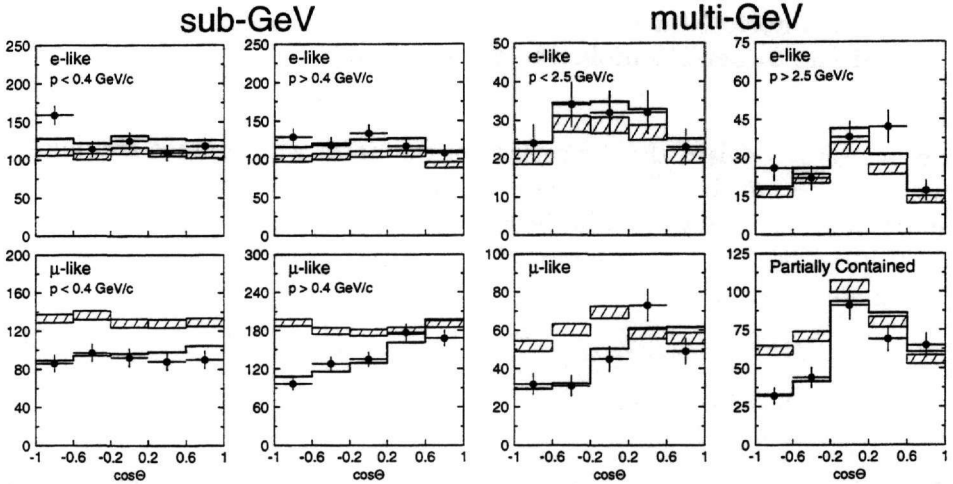 sub-GeV multi-GeV
250 200 150 100 50 0
e-like
p < 0.4 GeV/c
250 200 150 100 50 0
e-like
p > 0.4 GeV/c
50 40 30 20 10 0
e-like
p < 2.5 GeV/c
75 60 45 30 15 0
e-like
p > 2.5 GeV/c
200 160 120 80 40 0
μ-like
p < 0.4 GeV/c
-1 -0.6 -0.2 0.2 0.6 1
cosΘ
300 240 180 120 60 0
μ-like
p > 0.4 GeV/c
-1 -0.6 -0.2 0.2 0.6 1
cosΘ
100 80 60 40 20 0
μ-like
-1 -0.6 -0.2 0.2 0.6 1
cosΘ
125 100 75 50 25 0
Partially Contained
-1 -0.6 -0.2 0.2 0.6 1
cosΘ